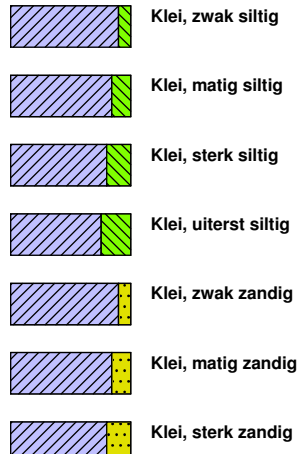 Klei, zwak siltig
Klei, matig siltig
Klei, sterk siltig
Klei, uiterst siltig
Klei, zwak zandig
Klei, matig zandig
Klei, sterk zandig